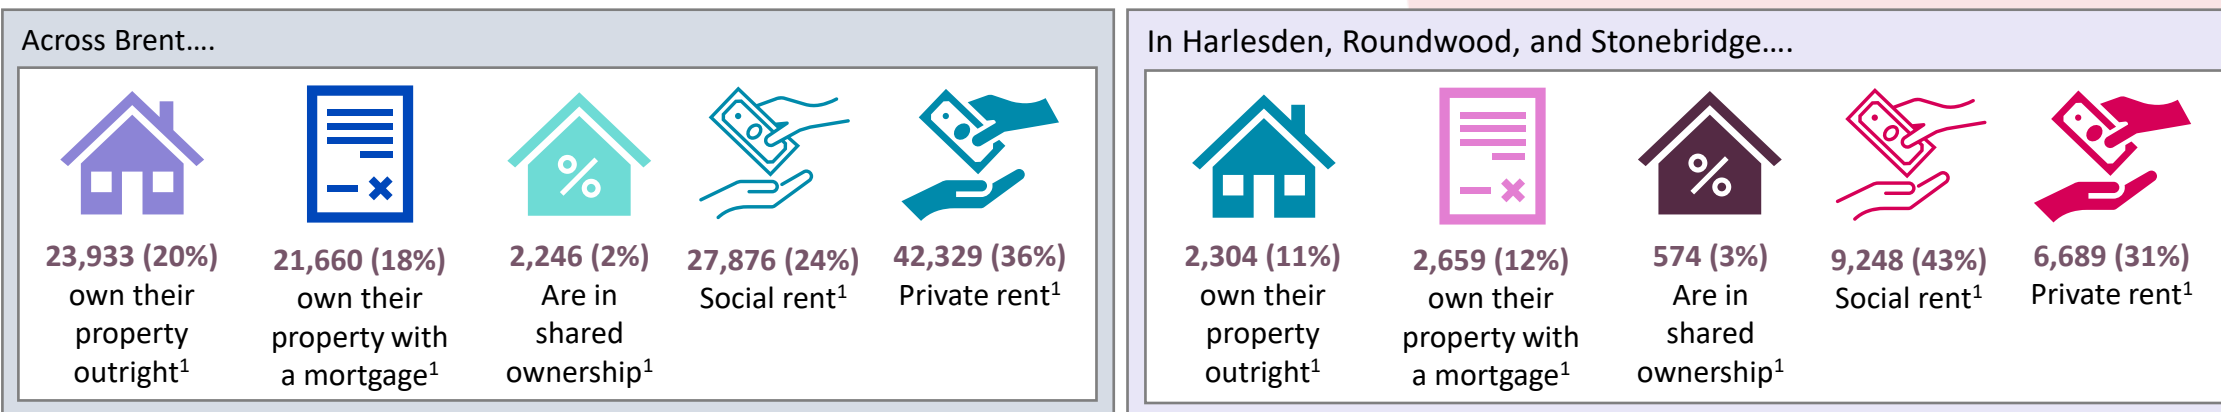 Across Brent....
23,933 (20%)
own their
property
outright1
21,660 (18%)
own their
property with
a mortgage1
2,246 (2%)
Are in
shared
ownership1
27,876 (24%)
Social rent1
42,329 (36%)
Private rent1
In Harlesden, Roundwood, and Stonebridge....
2,304 (11%)
own their
property
outright1
2,659 (12%)
own their
property with
a mortgage1
574 (3%)
Are in
shared
ownership1
9,248 (43%)
Social rent1
6,689 (31%)
Private rent1